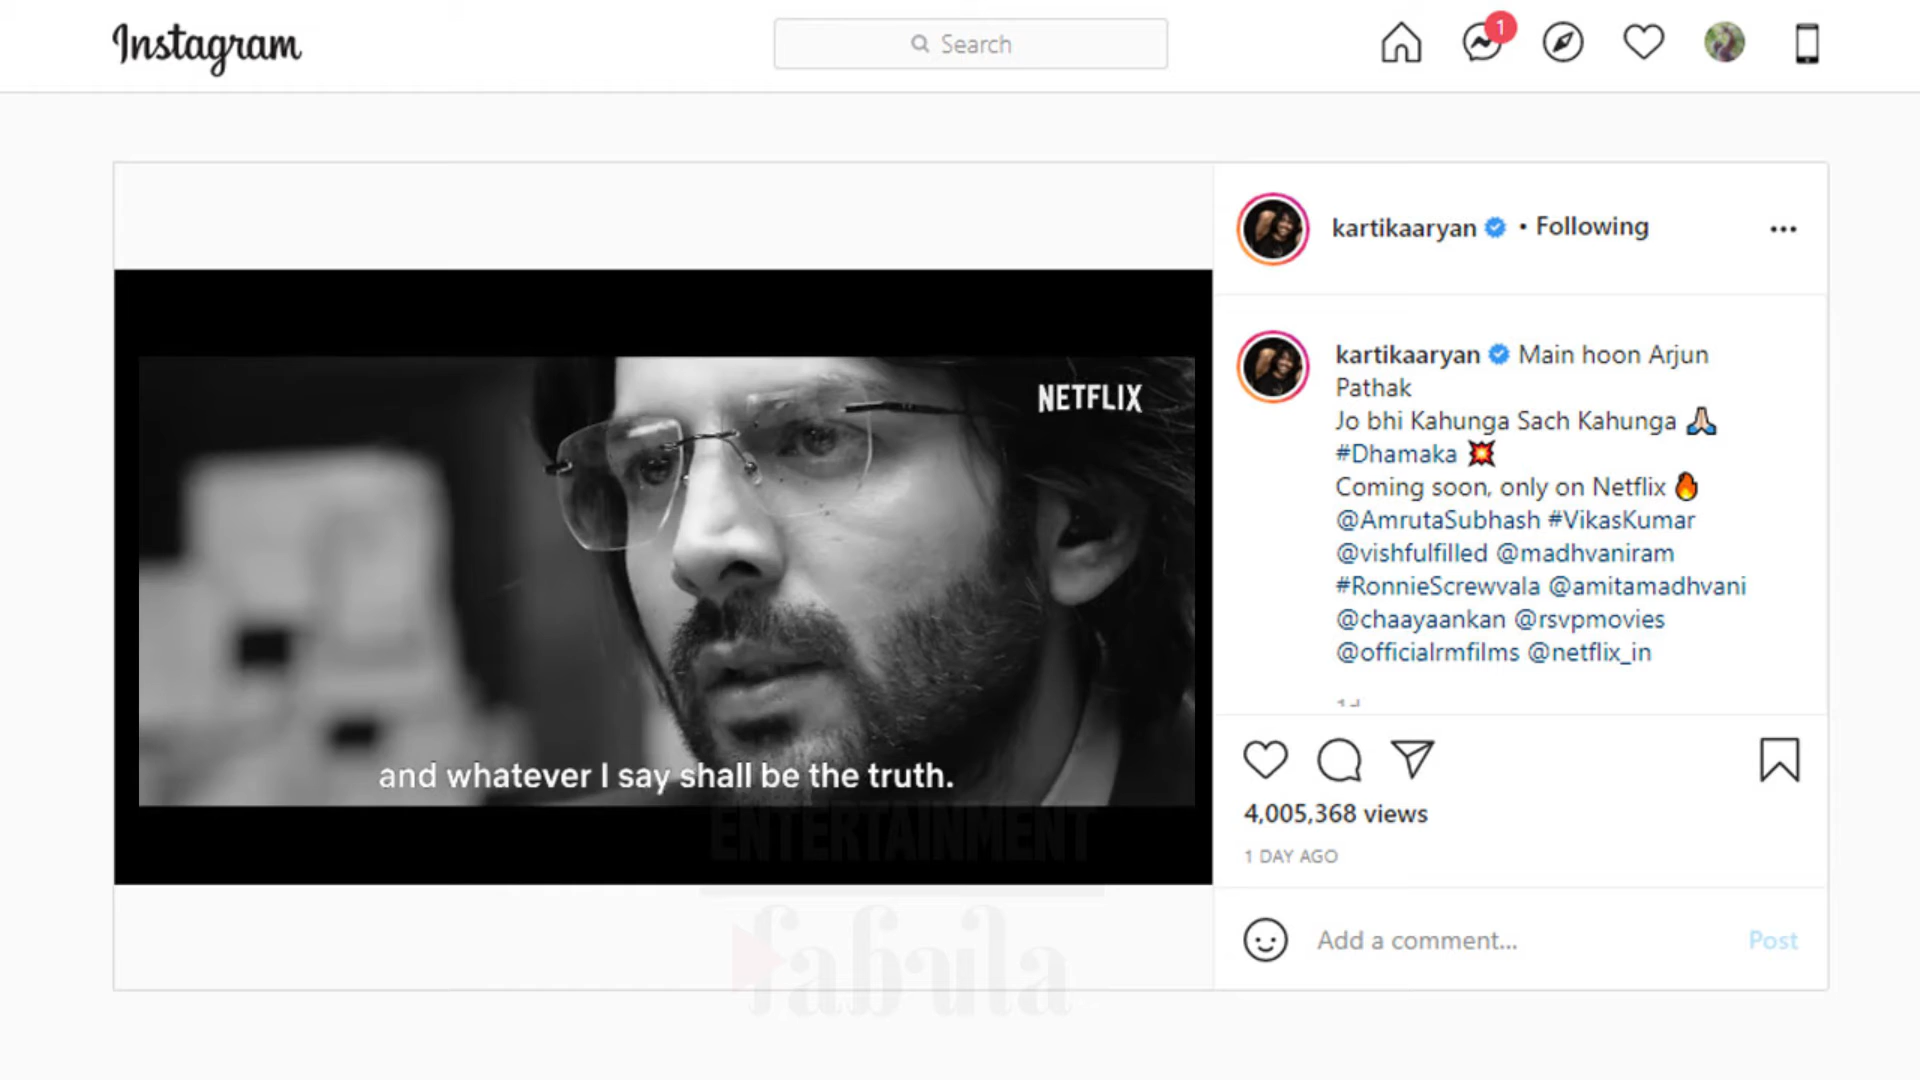 Instagram
Search
1
kartikaaryan • Following
kartikaaryan Main hoon Arjun
Pathak
Jo bhi Kahunga Sach Kahunga 🙏🏻
#Dhamaka 💥
Coming soon, only on Netflix 🔥
@AmrutaSubhash #VikasKumar
@vishfulfilled @madhvaniram
#RonnieScrewvala @amitamadhvani
@chaayaankan @rsvpmovies
@officialrmfilms @netflix_in
NETFLIX
and whatever I say shall be the truth.
ENTERTAINMENT
fabula
4,005,368 views
1 DAY AGO
Add a comment...
Post